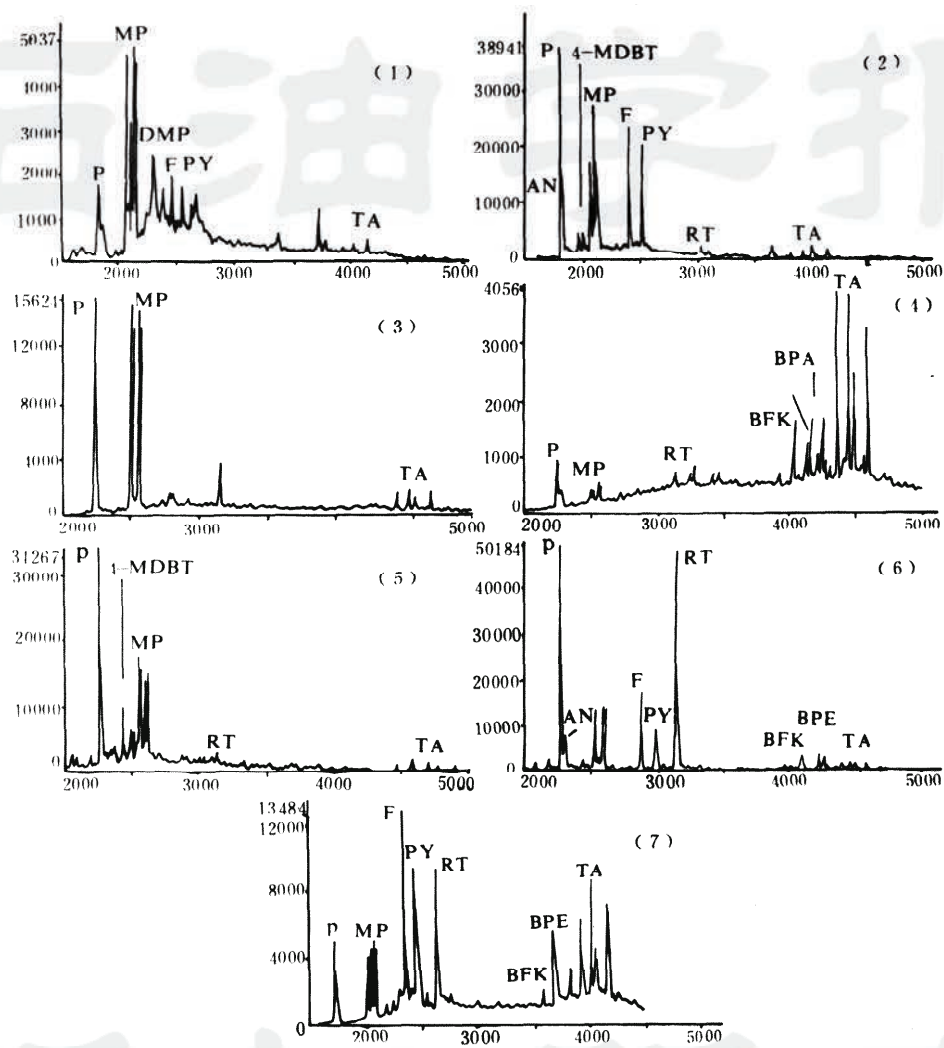 5037
4000
3000
2000
1000
0
MP
P
DMP
F
PY
TA
(1)
2000
3000
4000
5000
38941
30000
20000
10000
0
P
4-MDBT
MP
F
PY
AN
RT
TA
(2)
2000
3000
4000
5000
15621
12000
8000
4000
0
P
MP
TA
(3)
2000
3000
4000
5000
4056
3000
2000
1000
0
P
MP
RT
BFK
BPA
TA
(4)
2000
3000
4000
5000
31267
30000
20000
10000
0
P
4-MDBT
MP
RT
TA
(5)
2000
3000
4000
5000
50184
40000
30000
20000
10000
0
P
AN
F
PY
RT
BFK
BPE
TA
(6)
2000
3000
4000
5000
13484
12000
8000
4000
0
P
MP
F
PY
RT
BFK
BPE
TA
(7)
2000
3000
4000
5000